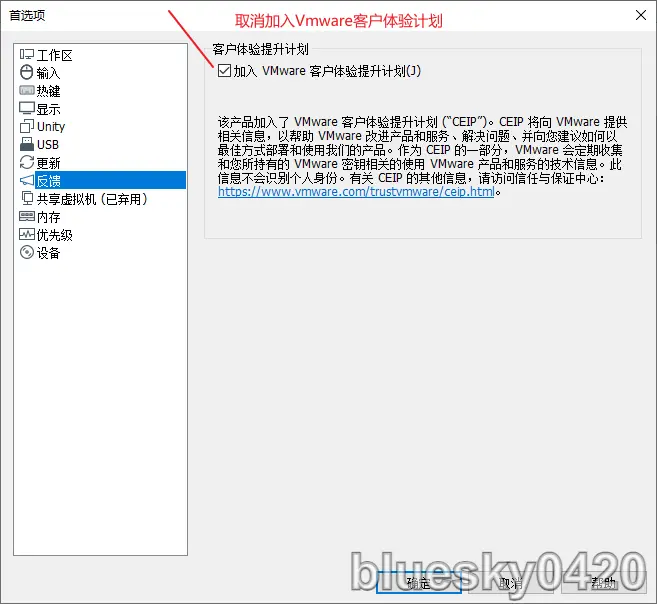 首选项
取消加入Vmware客户体验计划
客户体验提升计划
加入 VMware 客户体验提升计划(J)
工作区
输入
热键
显示
Unity
USB
更新
反馈
共享虚拟机 (已弃用)
内存
优先级
设备
该产品加入了 VMware 客户体验提升计划 (“CEIP”)。CEIP 将向 VMware 提供
相关信息，以帮助 VMware 改进产品和服务、解决问题、并向您建议如何以
最佳方式部署和使用我们的产品。作为 CEIP 的一部分，VMware 会定期收集
和您所持有的 VMware 密钥相关的使用 VMware 产品和服务的技术信息。此
信息不会识别个人身份。有关 CEIP 的其他信息，请访问信任与保证中心：
https://www.vmware.com/trustvmware/ceip.html。
确定
取消
帮助
bluesky0420